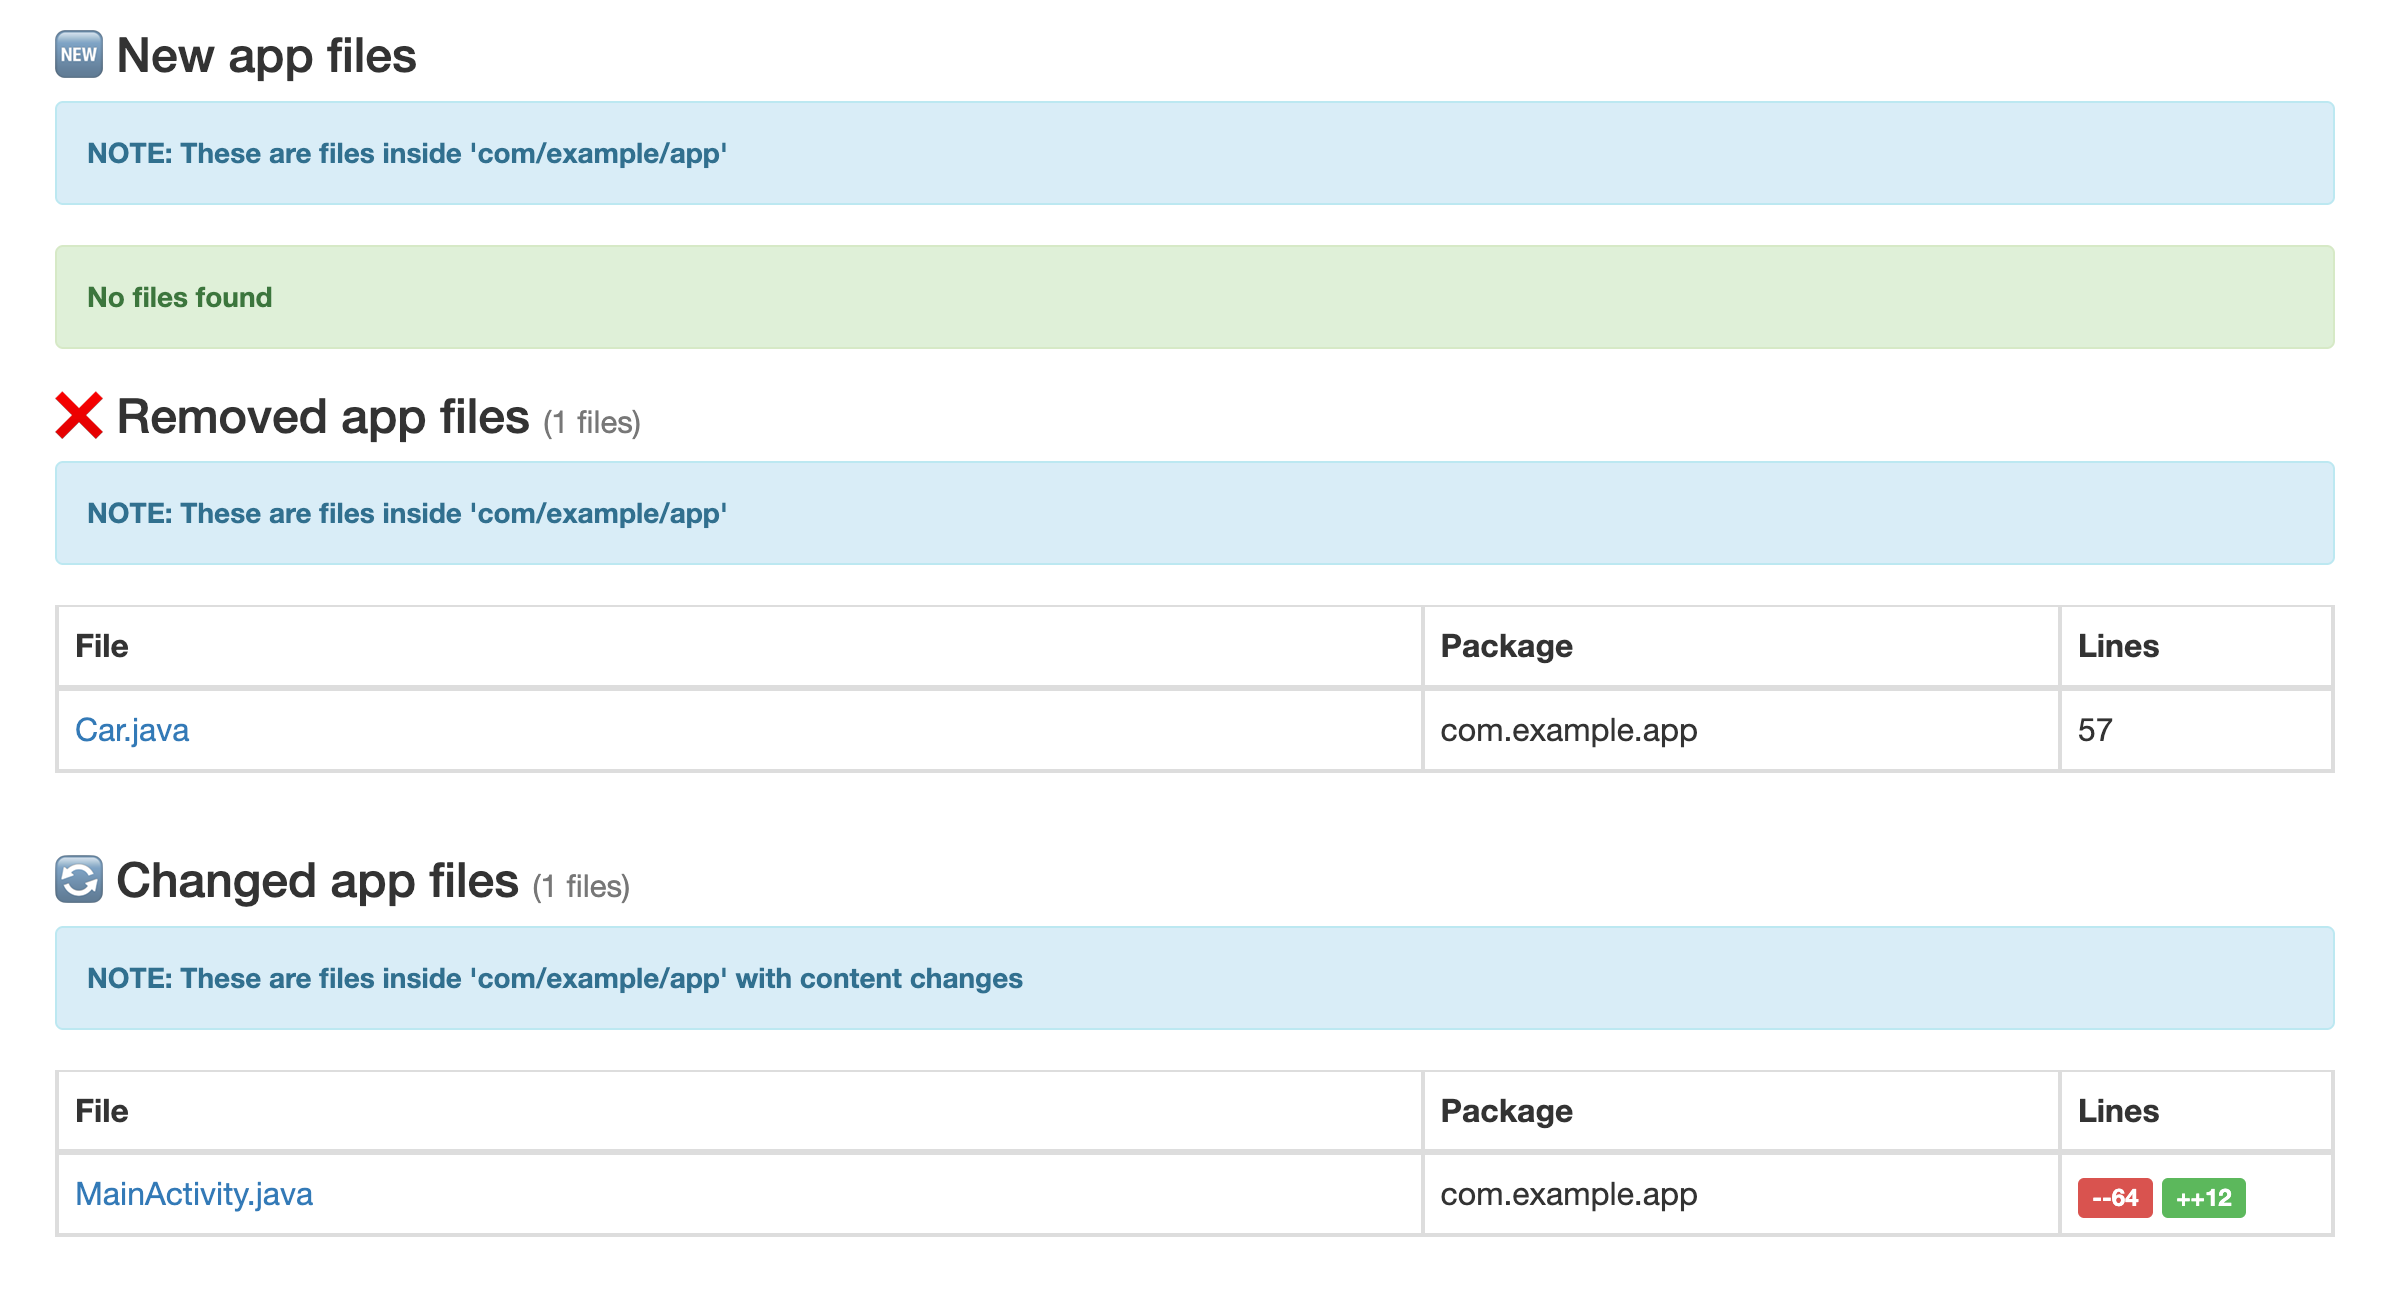 NEW New app files
NOTE: These are files inside 'com/example/app'
No files found
Removed app files (1 files)
NOTE: These are files inside 'com/example/app'
File Package Lines
Car.java com.example.app 57
Changed app files (1 files)
NOTE: These are files inside 'com/example/app' with content changes
File Package Lines
MainActivity.java com.example.app --64 ++12